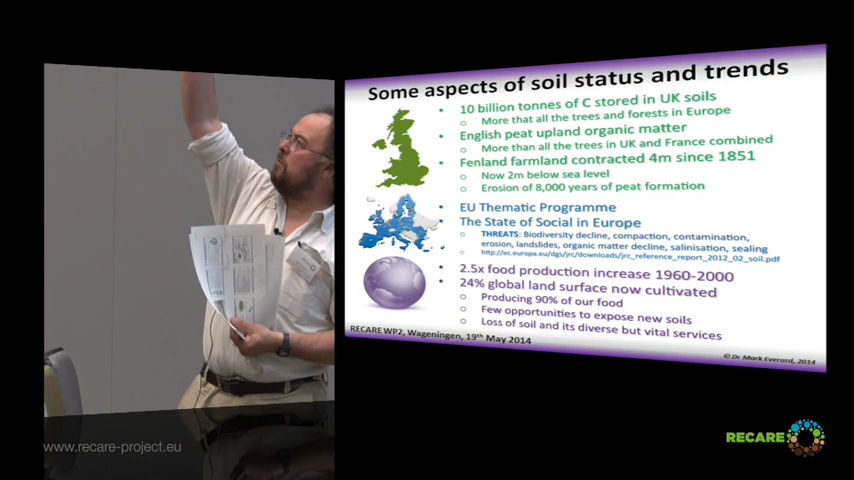 Some aspects of soil status and trends
• 10 billion tonnes of C stored in UK soils
o More that all the trees and forests in Europe
• English peat upland organic matter
o More than all the trees in UK and France combined
• Fenland farmland contracted 4m since 1851
o Now 2m below sea level
o Erosion of 8,000 years of peat formation
• EU Thematic Programme
• The State of Social in Europe
o THREATS: Biodiversity decline, compaction, contamination,
erosion, landslides, organic matter decline, salinisation, sealing
o http://ec.europa.eu/dgs/jrc/downloads/jrc_reference_report_2012_02_soil.pdf
• 2.5x food production increase 1960-2000
• 24% global land surface now cultivated
o Producing 90% of our food
o Few opportunities to expose new soils
o Loss of soil and its diverse but vital services
RECARE WP2, Wageningen, 19th May 2014
© Dr Mark Everard, 2014
www.recare-project.eu
RECARE